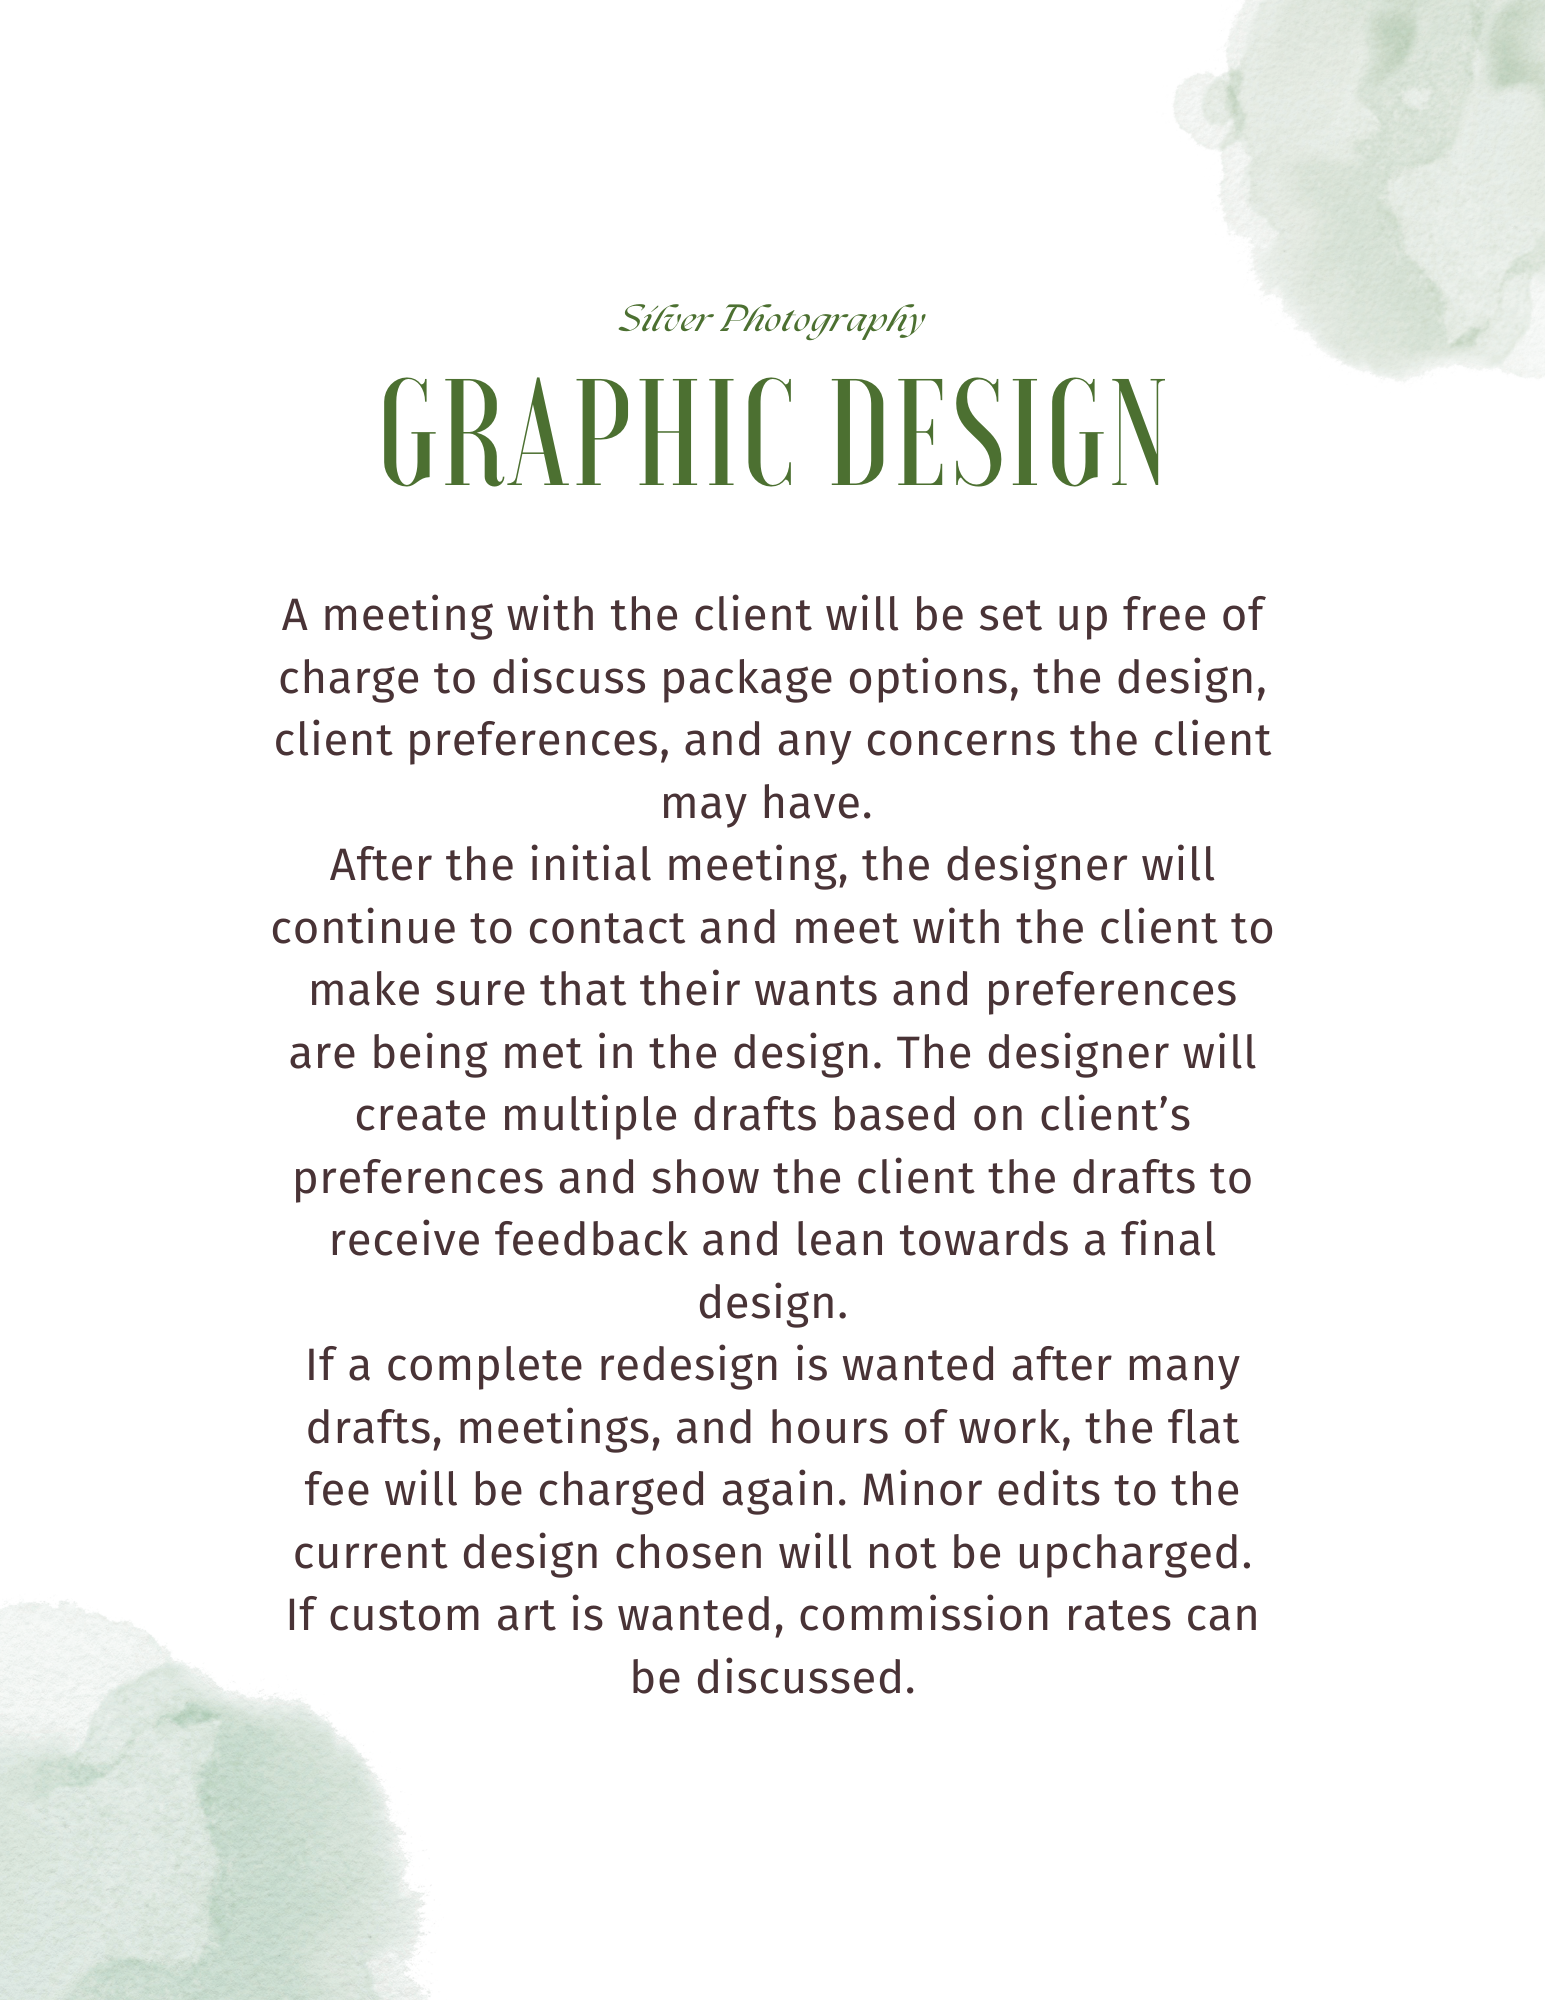 Silver Photography
GRAPHIC DESIGN
A meeting with the client will be set up free of
charge to discuss package options, the design,
client preferences, and any concerns the client
may have.
After the initial meeting, the designer will
continue to contact and meet with the client to
make sure that their wants and preferences
are being met in the design. The designer will
create multiple drafts based on client’s
preferences and show the client the drafts to
receive feedback and lean towards a final
design.
If a complete redesign is wanted after many
drafts, meetings, and hours of work, the flat
fee will be charged again. Minor edits to the
current design chosen will not be upcharged.
If custom art is wanted, commission rates can
be discussed.